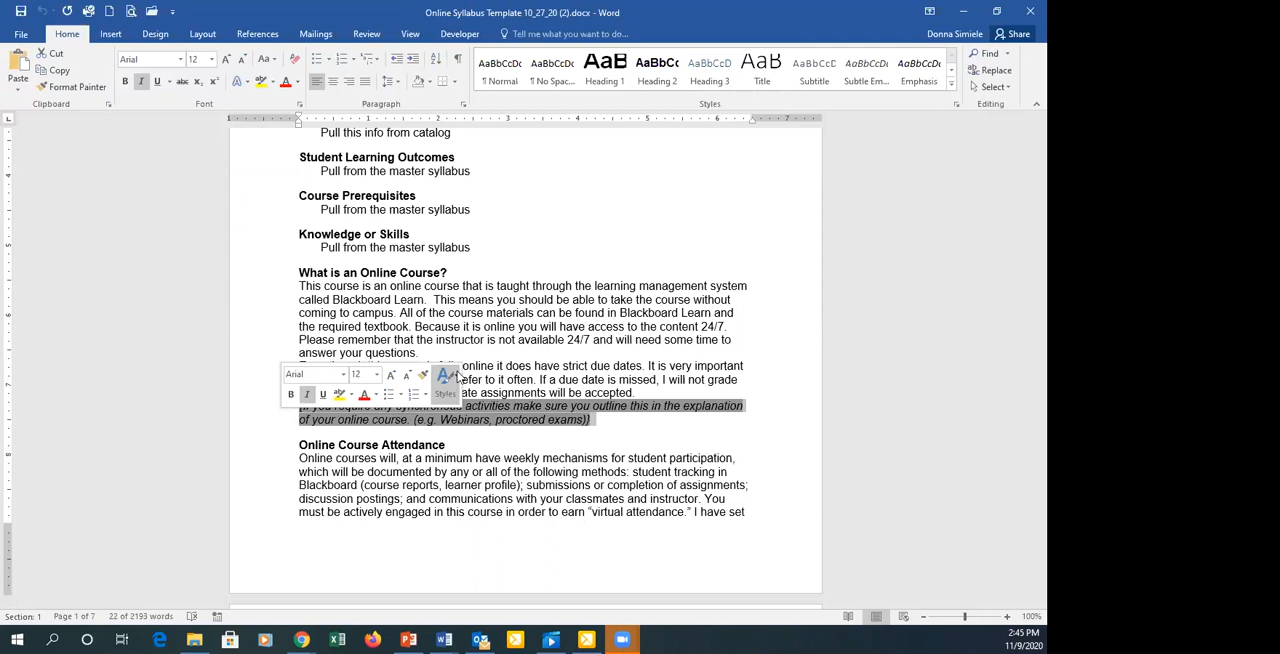 Online Syllabus Template 10_27_20 (2).docx - Word
File Home Insert Design Layout References Mailings Review View Developer Tell me what you want to do... Donna Simiele Share
Paste
Cut
Copy
Format Painter
Clipboard
Arial 12
Font
Paragraph
AaBbCcDc AaBbCcDc AaB AaBbCc AaBbCcD AaB AaBbCcD AaBbCcDc AaBbCcDc
¶ Normal ¶ No Spac... Heading 1 Heading 2 Heading 3 Title Subtitle Subtle Em... Emphasis
Styles
Find
Replace
Select
Editing
Pull this info from catalog
Student Learning Outcomes
Pull from the master syllabus
Course Prerequisites
Pull from the master syllabus
Knowledge or Skills
Pull from the master syllabus
What is an Online Course?
This course is an online course that is taught through the learning management system
called Blackboard Learn. This means you should be able to take the course without
coming to campus. All of the course materials can be found in Blackboard Learn and
the required textbook. Because it is online you will have access to the content 24/7.
Please remember that the instructor is not available 24/7 and will need some time to
answer your questions.
online it does have strict due dates. It is very important
refer to it often. If a due date is missed, I will not grade
ate assignments will be accepted.
Arial 12
Styles
you require any synchronous activities make sure you outline this in the explanation
of your online course. (e.g. Webinars, proctored exams)}
Online Course Attendance
Online courses will, at a minimum have weekly mechanisms for student participation,
which will be documented by any or all of the following methods: student tracking in
Blackboard (course reports, learner profile); submissions or completion of assignments;
discussion postings; and communications with your classmates and instructor. You
must be actively engaged in this course in order to earn “virtual attendance.” I have set
Section: 1 Page 1 of 7 22 of 2193 words 100%
2:45 PM
11/9/2020